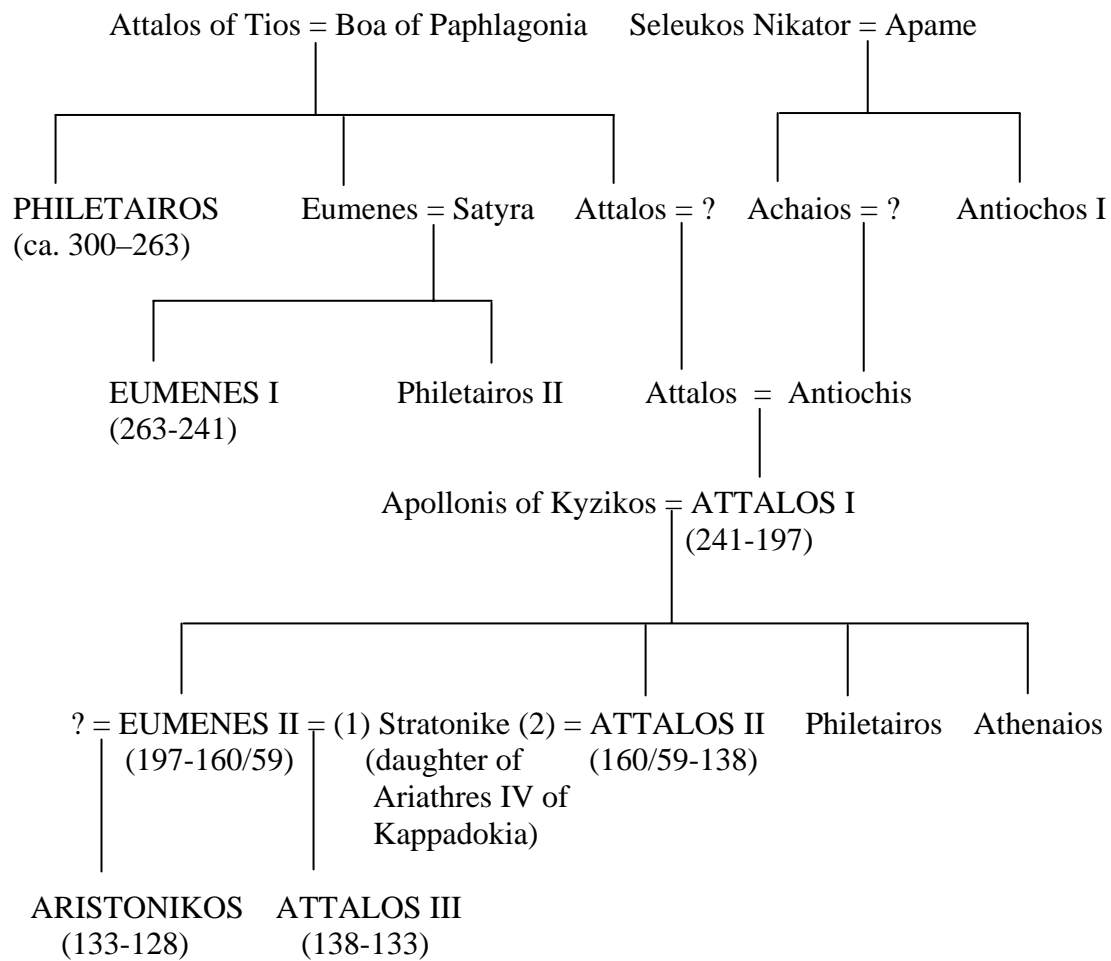 Attalos of Tios = Boa of Paphlagonia Seleukos Nikator = Apame
PHILETAIROS Eumenes = Satyra Attalos = ? Achaios = ? Antiochos I
(ca. 300–263)
EUMENES I Philetairos II Attalos = Antiochis
(263-241)
Apollonis of Kyzikos = ATTALOS I
(241-197)
? = EUMENES II = (1) Stratonike (2) = ATTALOS II Philetairos Athenaios
(197-160/59) (daughter of (160/59-138)
Ariathres IV of
Kappadokia)
ARISTONIKOS ATTALOS III
(133-128) (138-133)